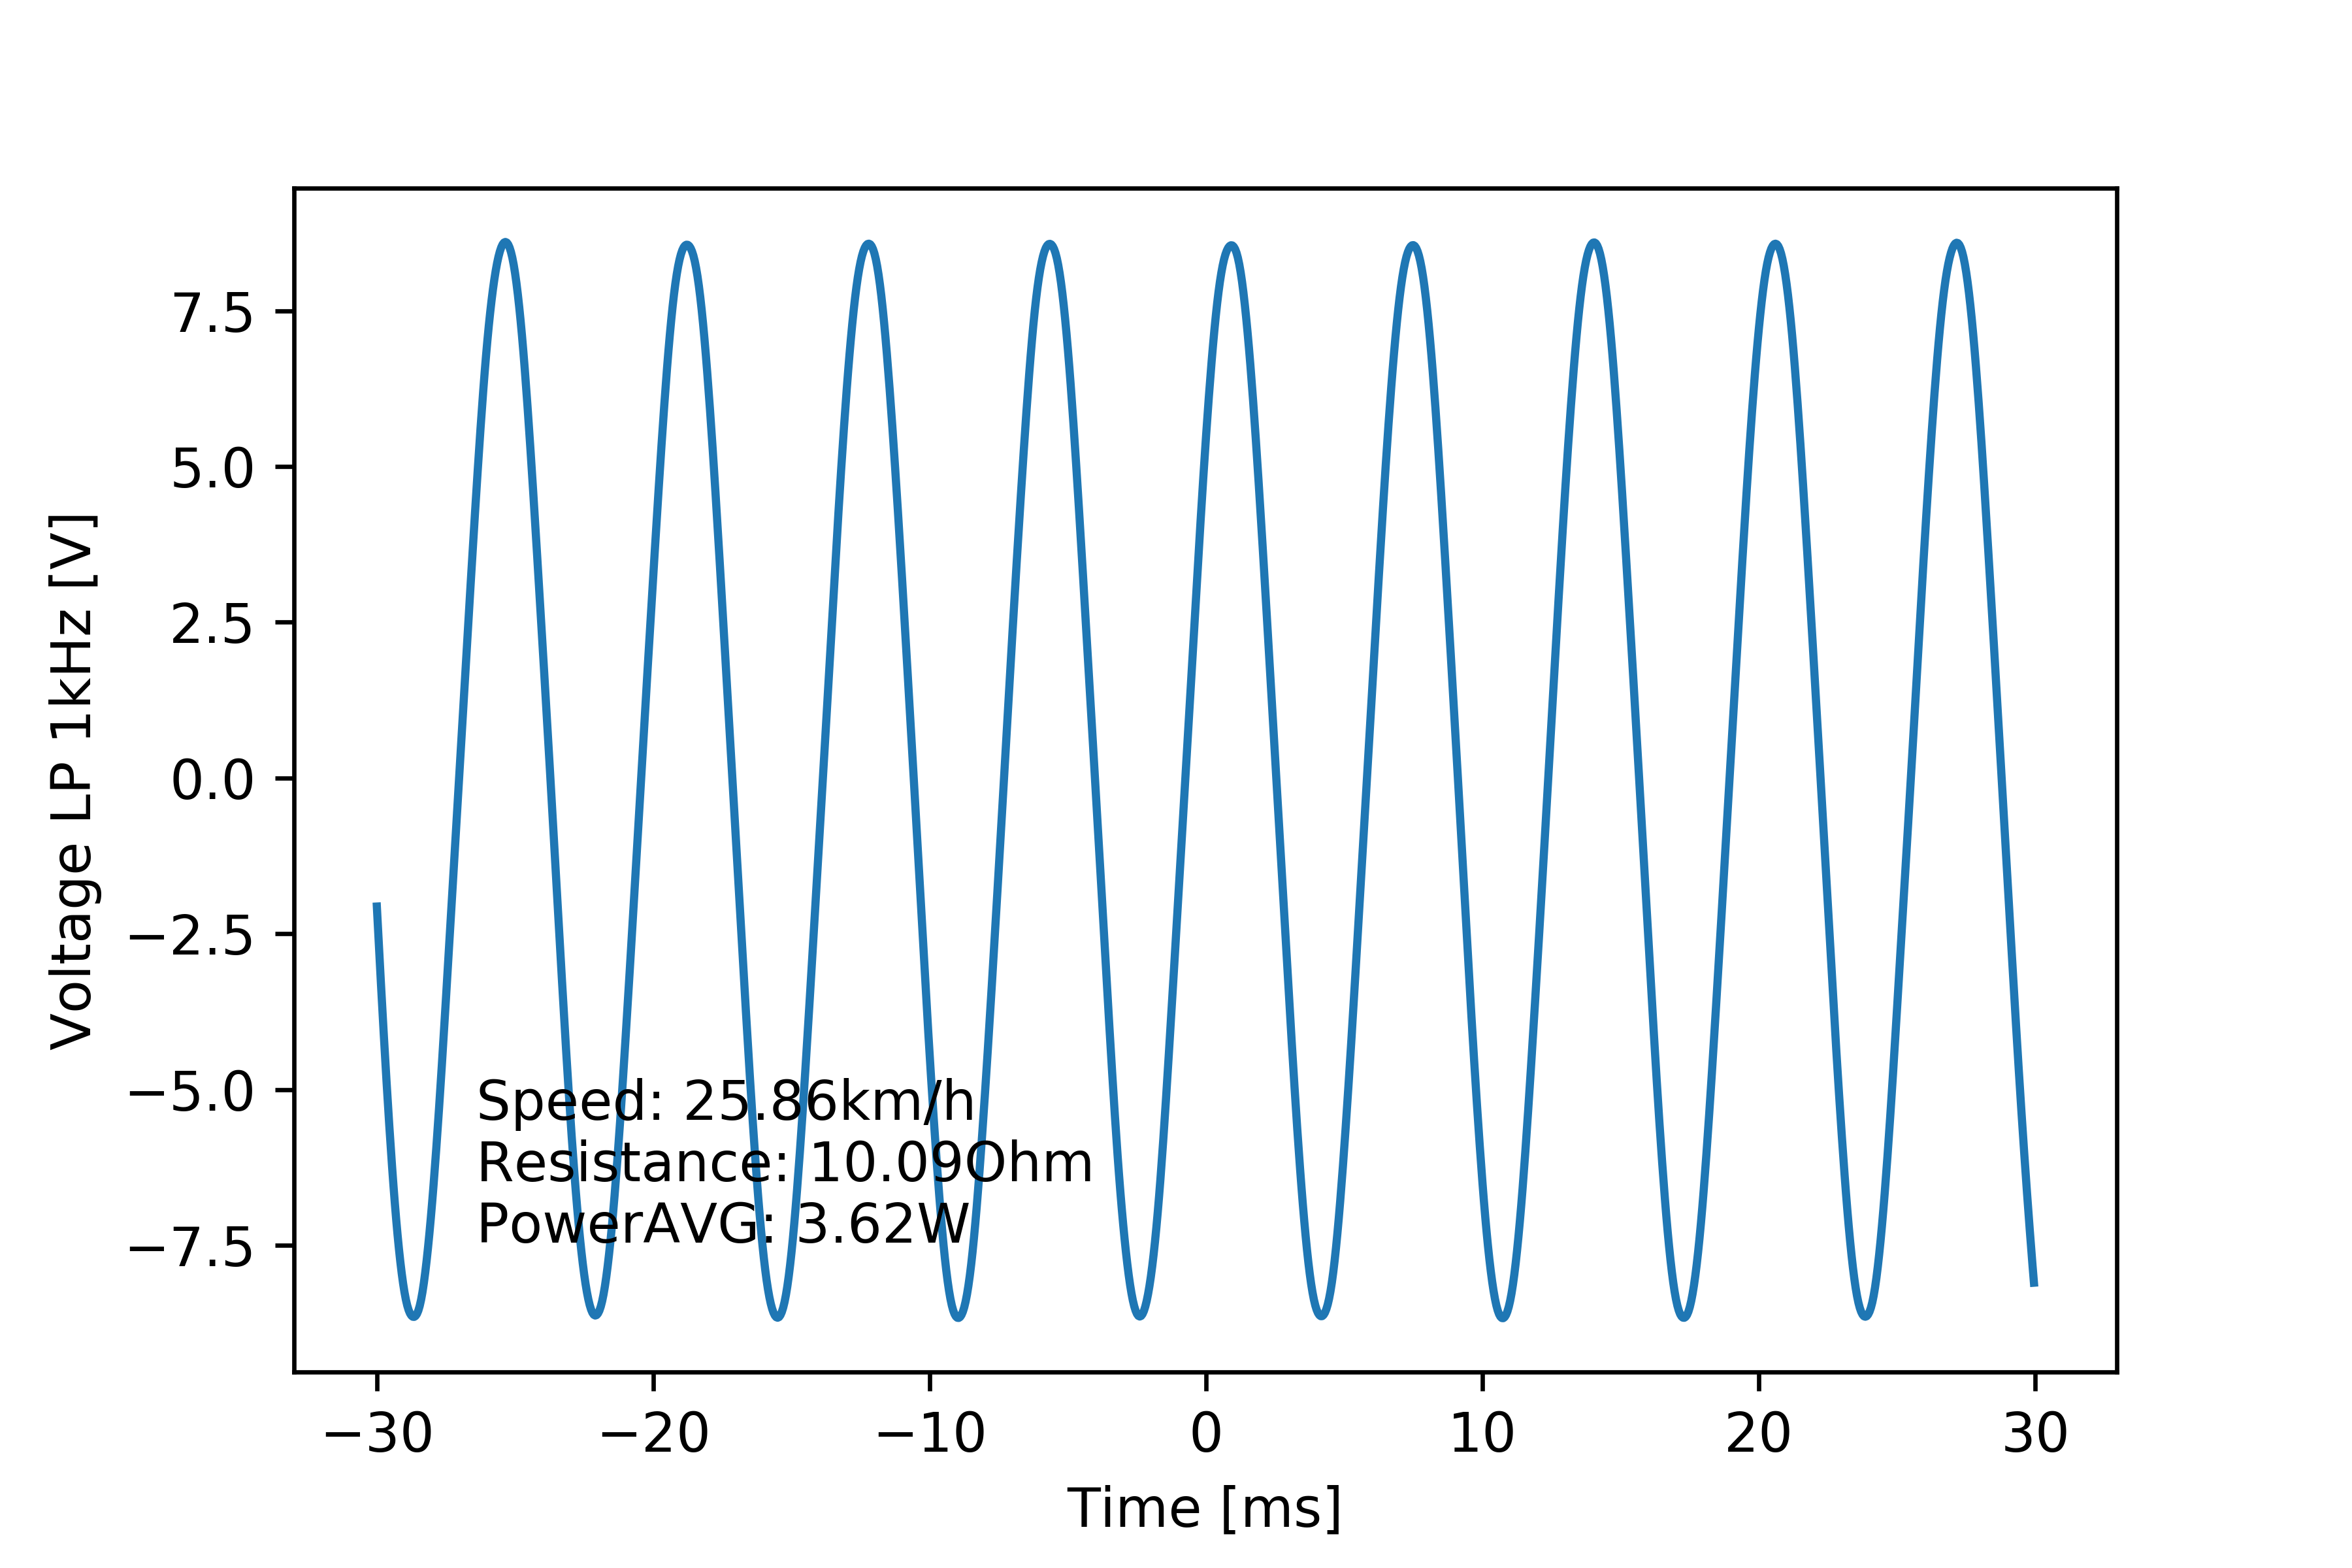 7.5
5.0
2.5
0.0
−2.5
−5.0
−7.5
Voltage LP 1kHz [V]
Speed: 25.86km/h
Resistance: 10.09Ohm
PowerAVG: 3.62W
−30 −20 −10 0 10 20 30
Time [ms]